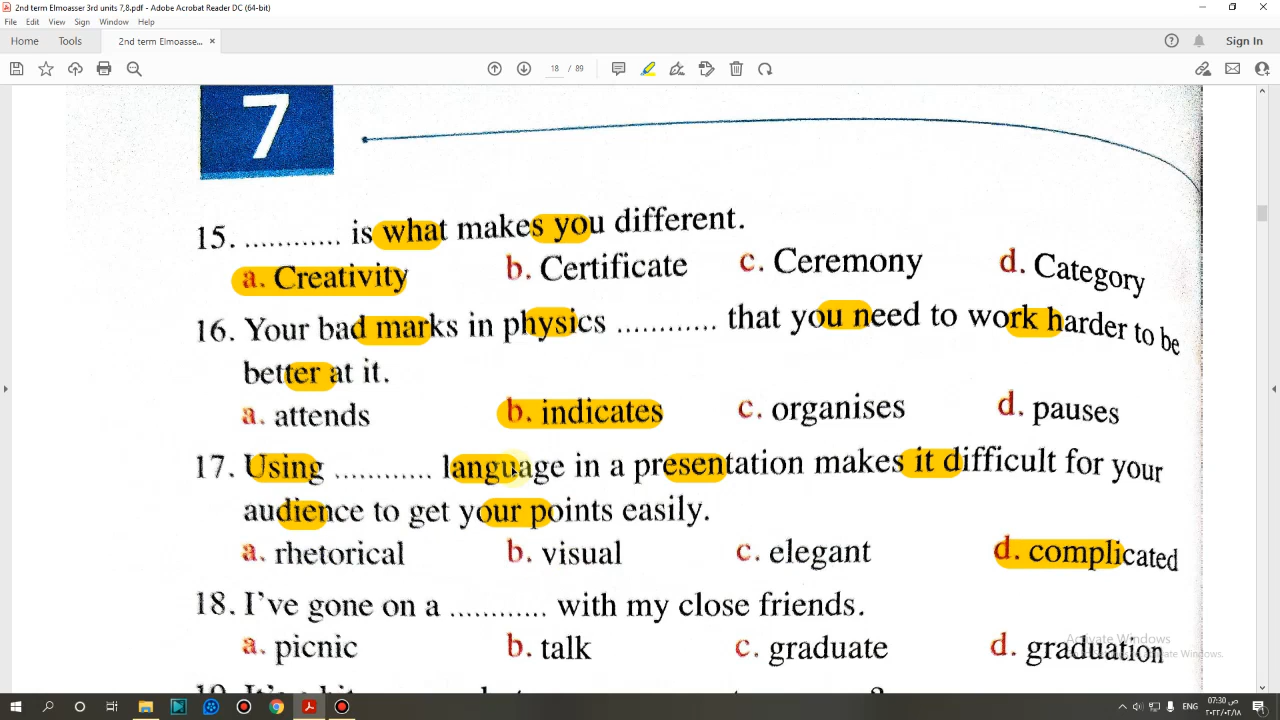 2nd term Elmoasser 3rd units 7,8.pdf - Adobe Acrobat Reader DC (64-bit)
File Edit View Sign Window Help
Home Tools 2nd term Elmoasse... × Sign In
18 / 89
7
15. ............ is what makes you different.
a. Creativity b. Certificate c. Ceremony d. Category
16. Your bad marks in physics ............ that you need to work harder to be
better at it.
a. attends b. indicates c. organises d. pauses
17. Using ............ language in a presentation makes it difficult for your
audience to get your points easily.
a. rhetorical b. visual c. elegant d. complicated
18. I've gone on a ............ with my close friends.
a. picnic b. talk c. graduate d. graduation
Activate Windows
ENG 07:30 ص
٢٠٢٢/٠٢/١٨